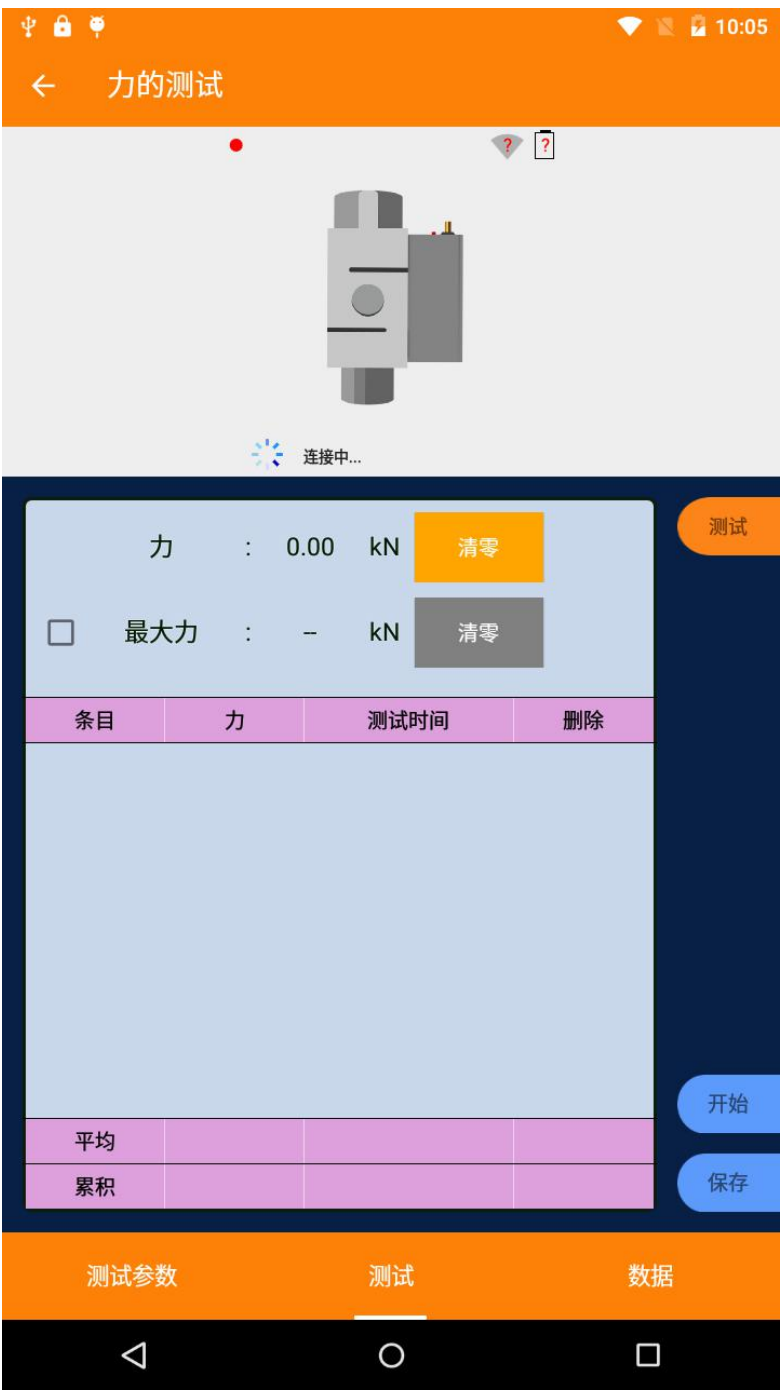 10:05
力的测试
? ?
连接中...
力 : 0.00 kN 清零
测试
最大力 : -- kN 清零
条目 力 测试时间 删除
开始
平均
累积
保存
测试参数 测试 数据